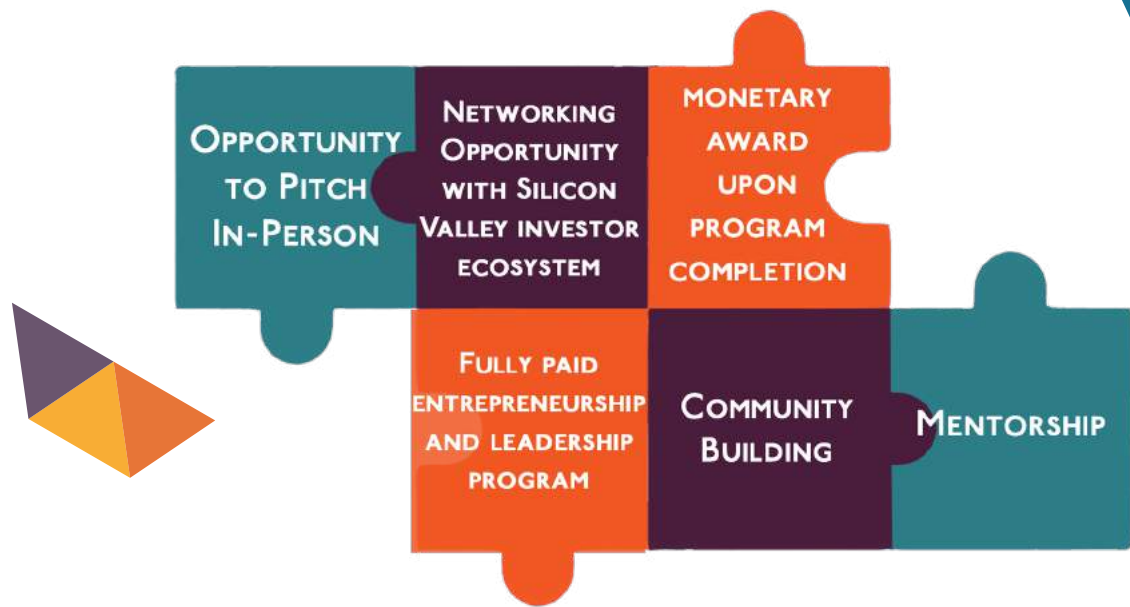 Opportunity
to Pitch
In-Person
Networking
Opportunity
with Silicon
Valley investor
ecosystem
monetary
award
upon
program
completion
Fully paid
entrepreneurship
and leadership
program
Community
Building
Mentorship